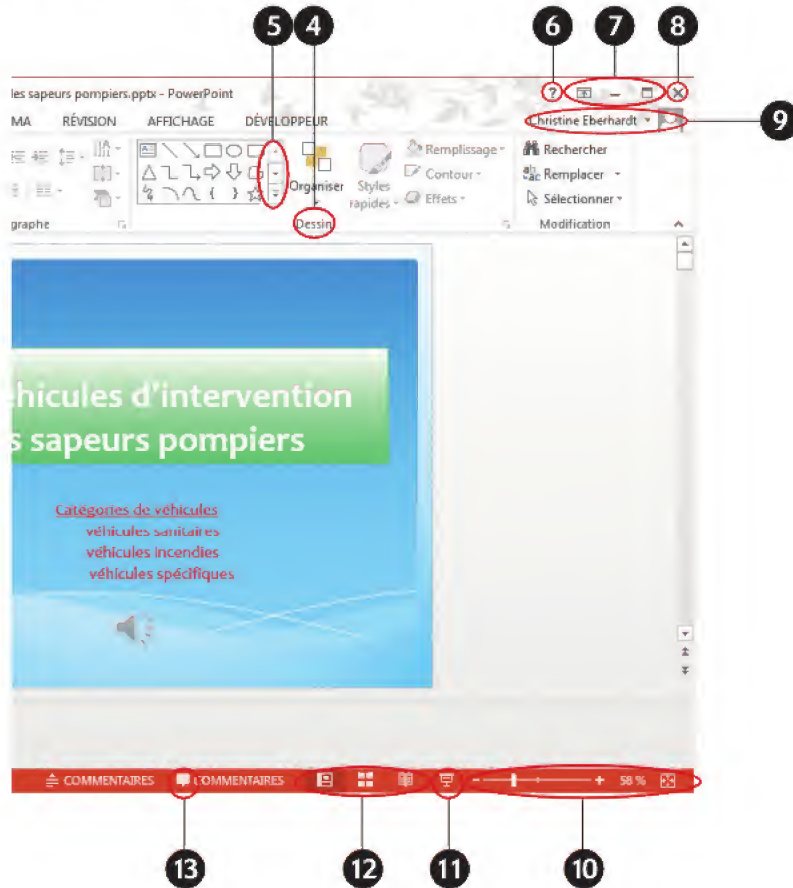 5 4 6 7 8
les sapeurs pompiers.pptx - PowerPoint ?
MA RÉVISION AFFICHAGE DÉVELOPPEUR Christine Eberhardt 9
Organiser
Styles rapides
Remplissage
Contour
Effets
Rechercher
Remplacer
Sélectionner
graphe Dessin Modification
hicules d'intervention
s sapeurs pompiers
Catégories de véhicules
véhicules sanitaires
véhicules incendies
véhicules spécifiques
COMMENTAIRES COMMENTAIRES - + 58 %
13 12 11 10